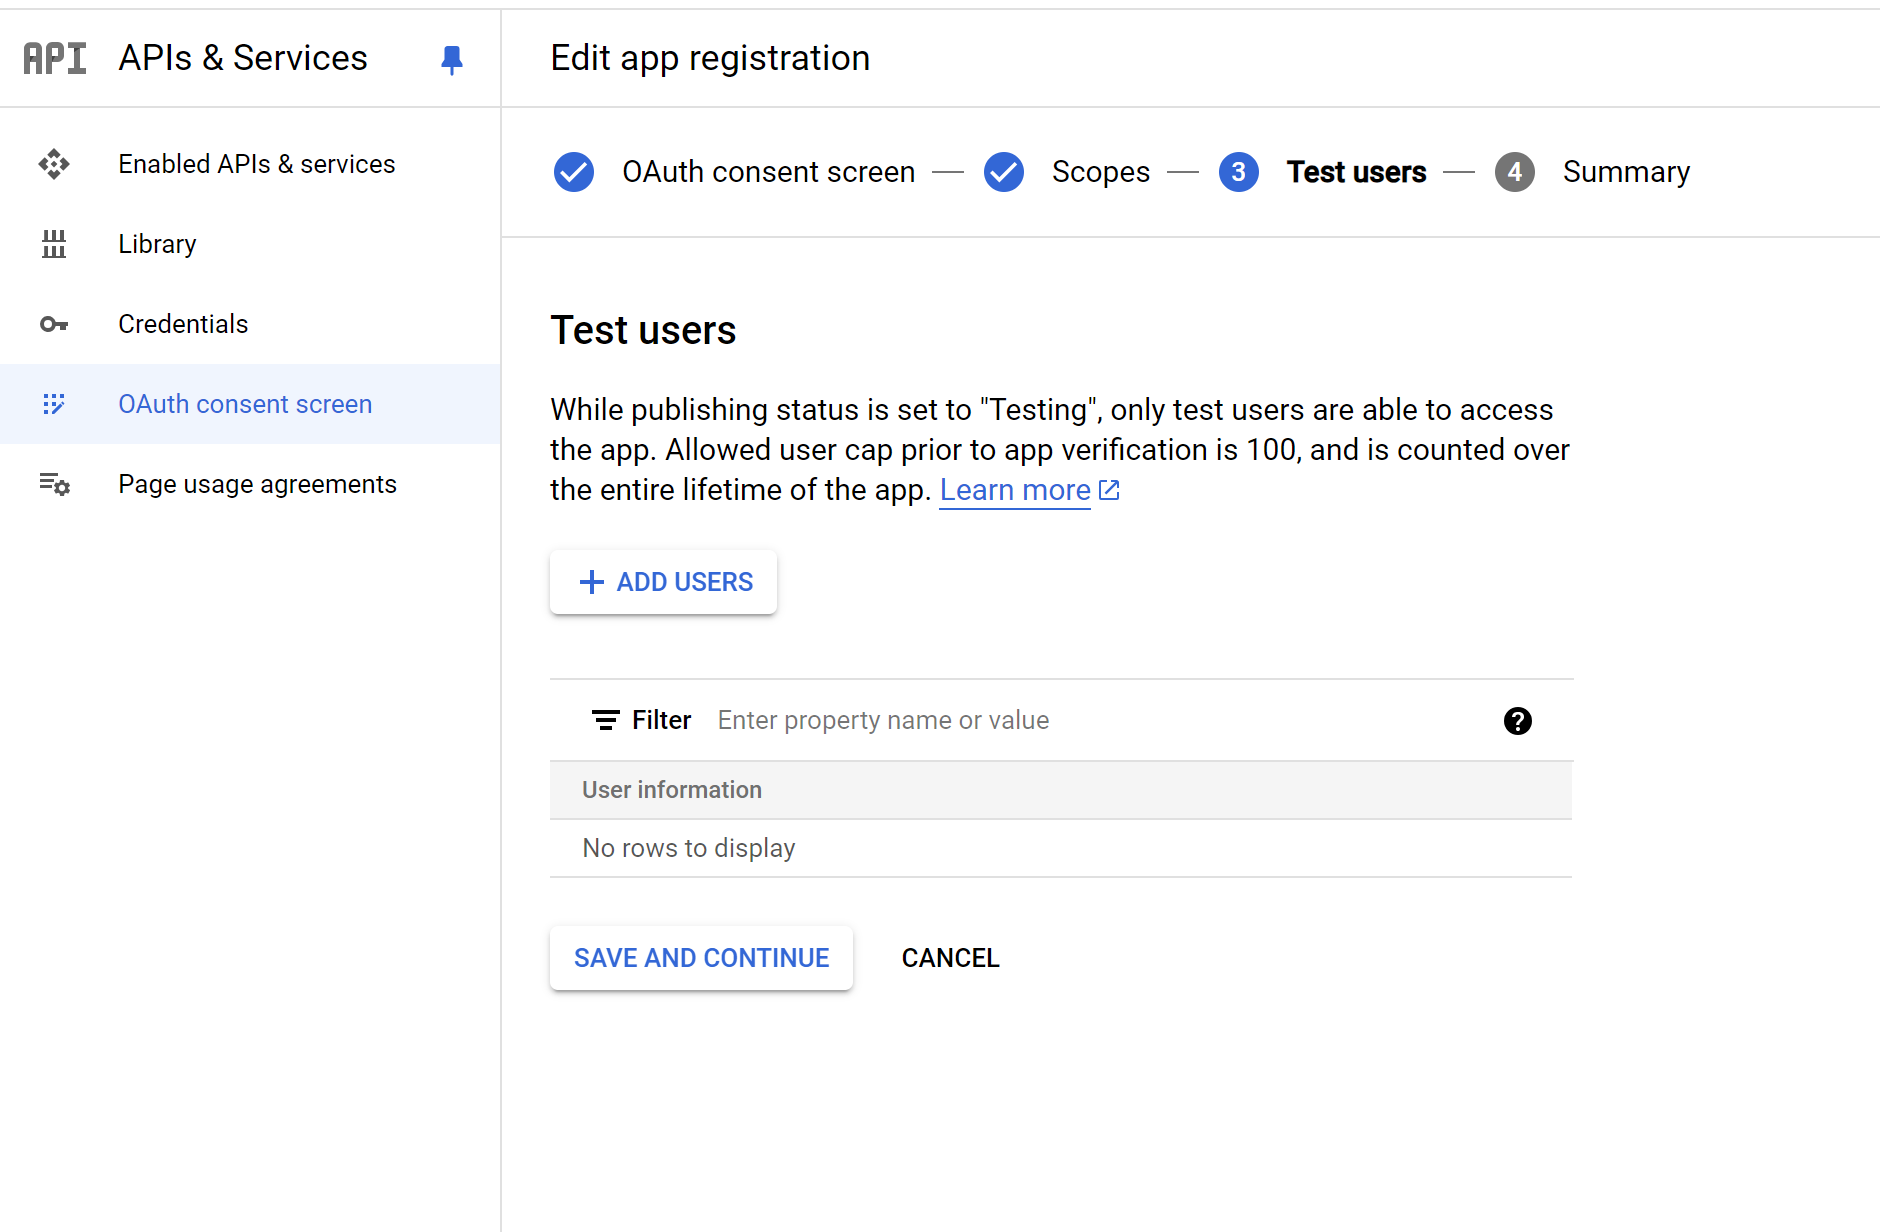 API APIs & Services
Edit app registration
Enabled APIs & services
Library
Credentials
OAuth consent screen
Page usage agreements
OAuth consent screen — Scopes — 3 Test users — 4 Summary
Test users
While publishing status is set to "Testing", only test users are able to access
the app. Allowed user cap prior to app verification is 100, and is counted over
the entire lifetime of the app. Learn more
+ ADD USERS
Filter Enter property name or value ?
User information
No rows to display
SAVE AND CONTINUE CANCEL